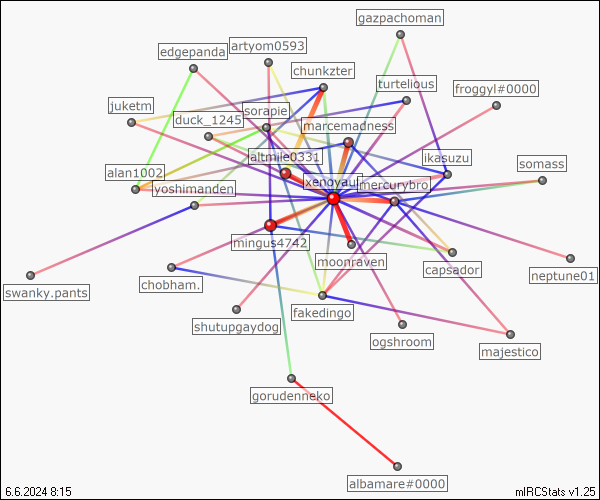 gazpachoman
artyom0593
edgepanda
chunkzter
turtelious
froggyl#0000
juketm
sorapie
duck_1245
marcemadness
altmile0331
ikasuzu
somass
alan1002
xenoyau
mercurybro
yoshimanden
mingus4742
moonraven
capsador
neptune01
swanky.pants
chobham.
fakedingo
shutupgaydog
ogshroom
majestico
gorudenneko
albamare#0000
6.6.2024 8:15
mIRCStats v1.25